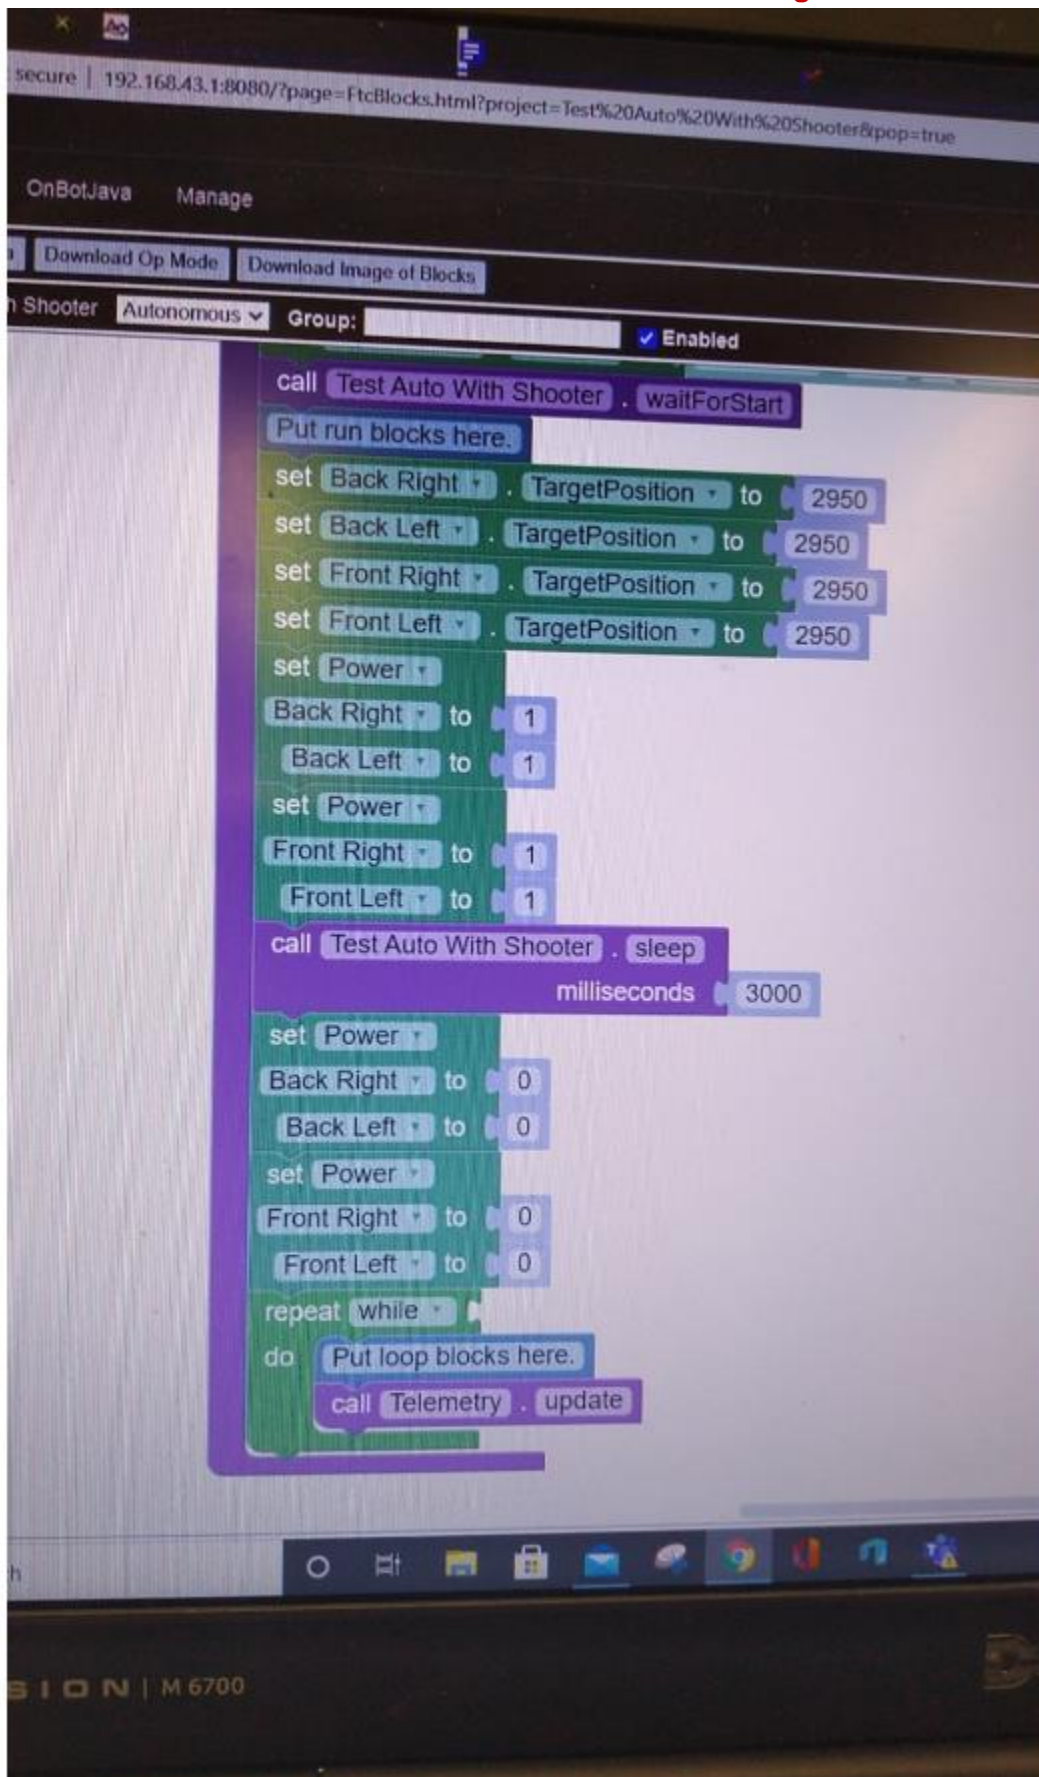 secure | 192.168.43.1:8080/?page=FtcBlocks.html?project=Test%20Auto%20With%20Shooter&pop=true
OnBotJava Manage
Download Op Mode Download Image of Blocks
Shooter Autonomous Group: Enabled
call Test Auto With Shooter . waitForStart
Put run blocks here.
set Back Right . TargetPosition to 2950
set Back Left . TargetPosition to 2950
set Front Right . TargetPosition to 2950
set Front Left . TargetPosition to 2950
set Power
Back Right to 1
Back Left to 1
set Power
Front Right to 1
Front Left to 1
call Test Auto With Shooter . sleep
milliseconds 3000
set Power
Back Right to 0
Back Left to 0
set Power
Front Right to 0
Front Left to 0
repeat while
do Put loop blocks here.
call Telemetry . update
SION | M 6700